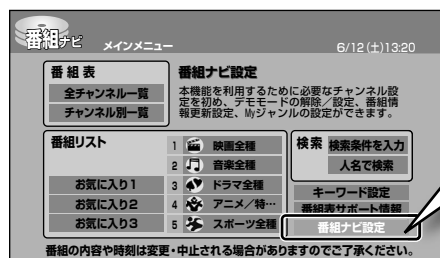 番組ナビ メインメニュー 6/12(土)13:20
番組表
全チャンネル一覧
チャンネル別一覧
番組ナビ設定
本機能を利用するために必要なチャンネル設
定を初め、デモモードの解除/設定、番組情
報更新設定、Myジャンルの設定ができます。
番組リスト
お気に入り1
お気に入り2
お気に入り3
1 映画全種
2 音楽全種
3 ドラマ全種
4 アニメ/特…
5 スポーツ全種
検索 検索条件を入力
人名で検索
キーワード設定
番組表サポート情報
番組ナビ設定
番組の内容や時刻は変更・中止される場合がありますのでご了承ください。